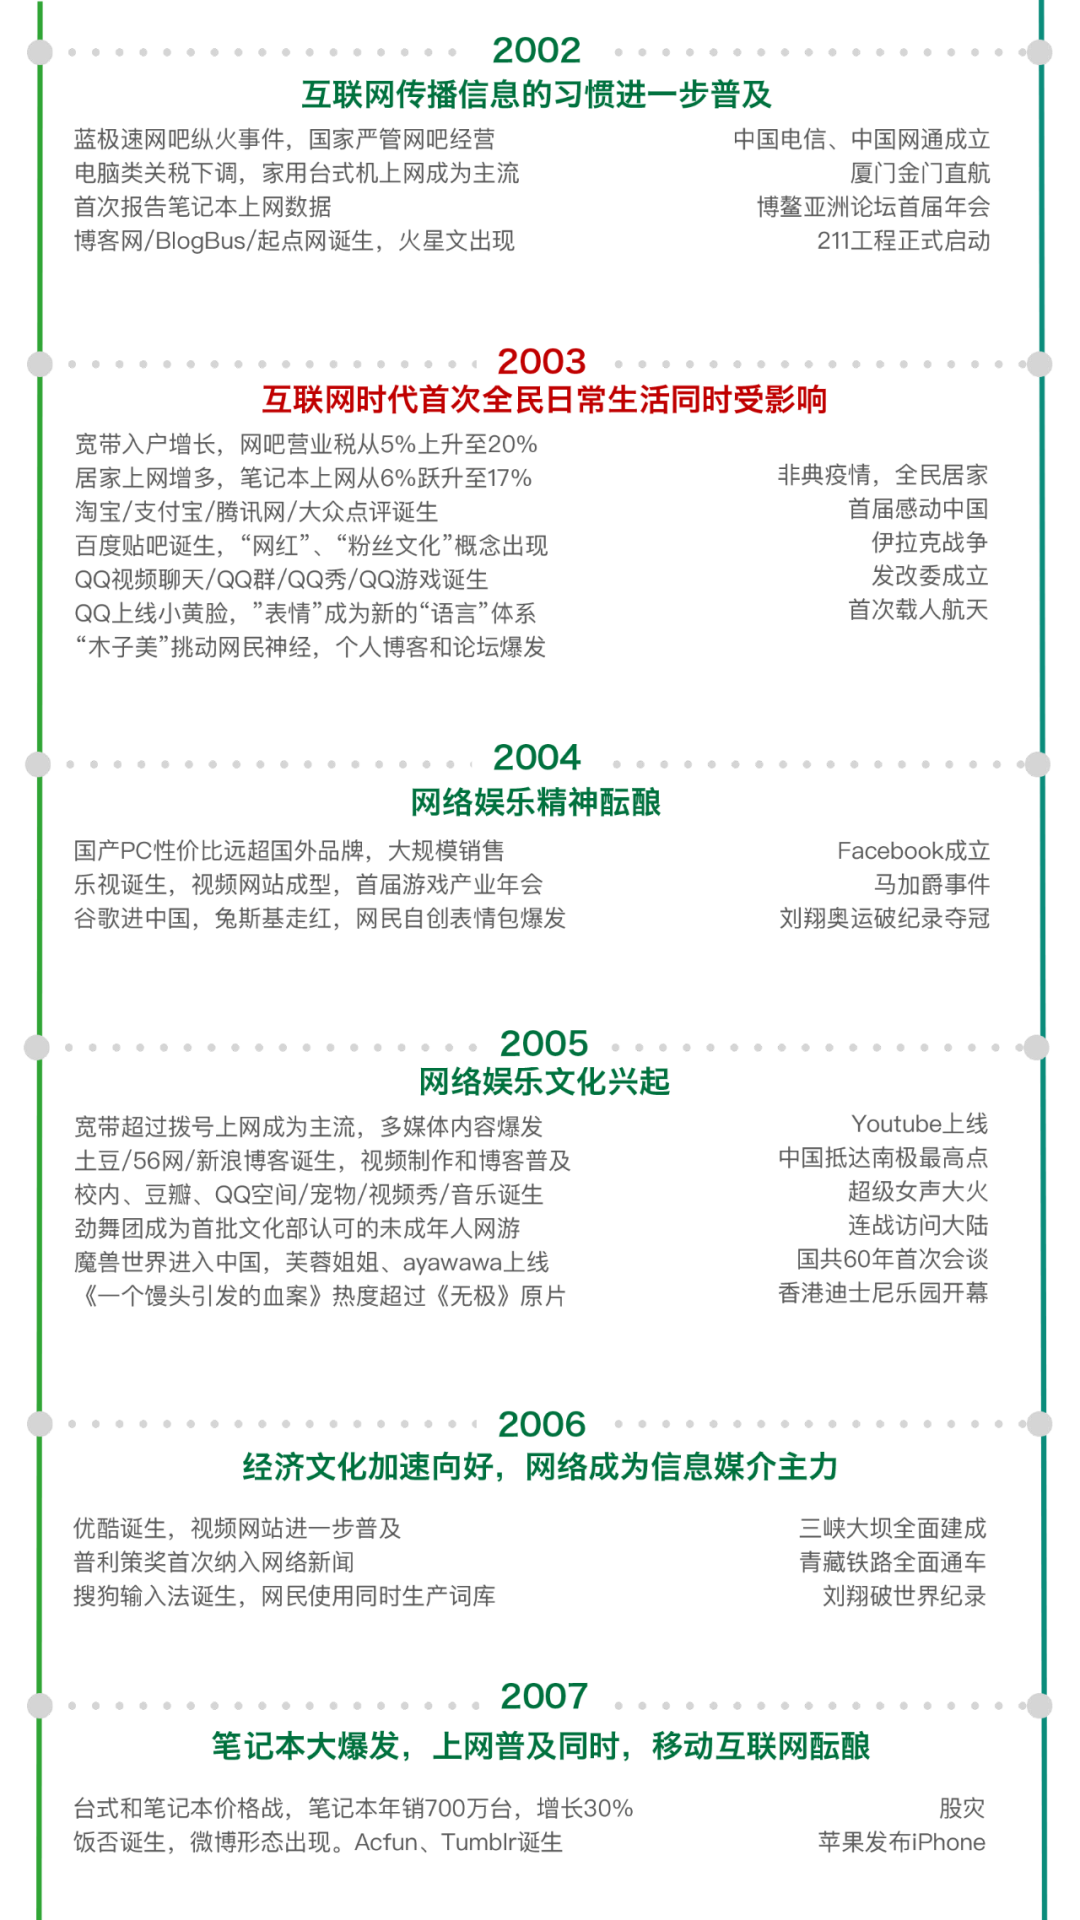 2002
互联网传播信息的习惯进一步普及
蓝极速网吧纵火事件，国家严管网吧经营
电脑类关税下调，家用台式机上网成为主流
首次报告笔记本上网数据
博客网/BlogBus/起点网诞生，火星文出现
中国电信、中国网通成立
厦门金门直航
博鳌亚洲论坛首届年会
211工程正式启动
2003
互联网时代首次全民日常生活同时受影响
宽带入户增长，网吧营业税从5%上升至20%
居家上网增多，笔记本上网从6%跃升至17%
淘宝/支付宝/腾讯网/大众点评诞生
百度贴吧诞生，“网红”、“粉丝文化”概念出现
QQ视频聊天/QQ群/QQ秀/QQ游戏诞生
QQ上线小黄脸，”表情”成为新的“语言”体系
“木子美”挑动网民神经，个人博客和论坛爆发
非典疫情，全民居家
首届感动中国
伊拉克战争
发改委成立
首次载人航天
2004
网络娱乐精神酝酿
国产PC性价比远超国外品牌，大规模销售
乐视诞生，视频网站成型，首届游戏产业年会
谷歌进中国，兔斯基走红，网民自创表情包爆发
Facebook成立
马加爵事件
刘翔奥运破纪录夺冠
2005
网络娱乐文化兴起
宽带超过拨号上网成为主流，多媒体内容爆发
土豆/56网/新浪博客诞生，视频制作和博客普及
校内、豆瓣、QQ空间/宠物/视频秀/音乐诞生
劲舞团成为首批文化部认可的未成年人网游
魔兽世界进入中国，芙蓉姐姐、ayawawa上线
《一个馒头引发的血案》热度超过《无极》原片
Youtube上线
中国抵达南极最高点
超级女声大火
连战访问大陆
国共60年首次会谈
香港迪士尼乐园开幕
2006
经济文化加速向好，网络成为信息媒介主力
优酷诞生，视频网站进一步普及
普利策奖首次纳入网络新闻
搜狗输入法诞生，网民使用同时生产词库
三峡大坝全面建成
青藏铁路全面通车
刘翔破世界纪录
2007
笔记本大爆发，上网普及同时，移动互联网酝酿
台式和笔记本价格战，笔记本年销700万台，增长30%
饭否诞生，微博形态出现。Acfun、Tumblr诞生
股灾
苹果发布iPhone